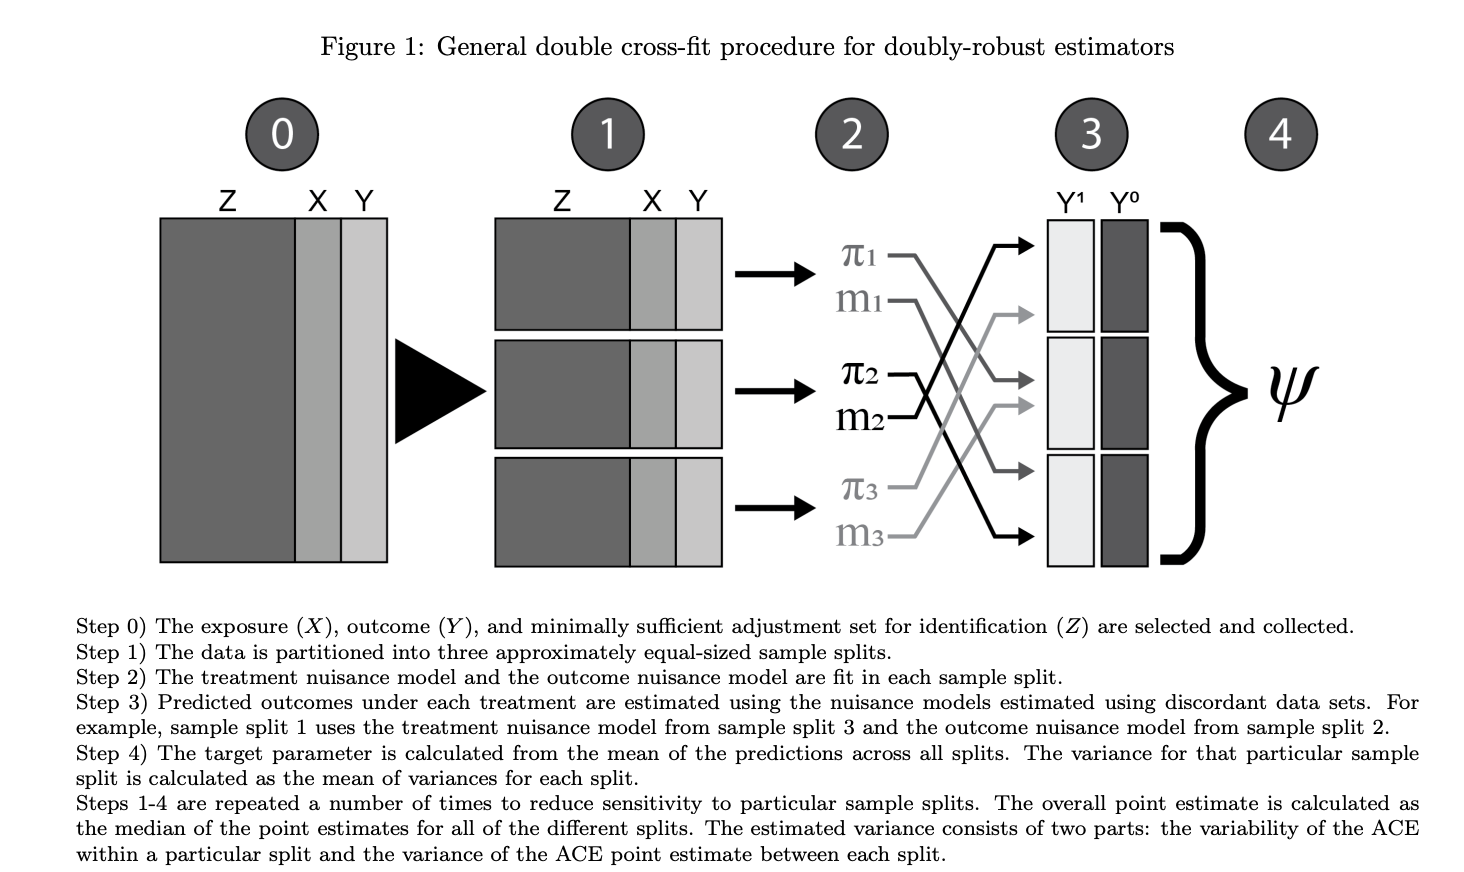 Figure 1: General double cross-fit procedure for doubly-robust estimators
0 1 2 3 4
Z X Y Z X Y Y¹ Y⁰
π1
m1
π2
m2
π3
m3
ψ
Step 0) The exposure (X), outcome (Y), and minimally sufficient adjustment set for identification (Z) are selected and collected.
Step 1) The data is partitioned into three approximately equal-sized sample splits.
Step 2) The treatment nuisance model and the outcome nuisance model are fit in each sample split.
Step 3) Predicted outcomes under each treatment are estimated using the nuisance models estimated using discordant data sets. For
example, sample split 1 uses the treatment nuisance model from sample split 3 and the outcome nuisance model from sample split 2.
Step 4) The target parameter is calculated from the mean of the predictions across all splits. The variance for that particular sample
split is calculated as the mean of variances for each split.
Steps 1-4 are repeated a number of times to reduce sensitivity to particular sample splits. The overall point estimate is calculated as
the median of the point estimates for all of the different splits. The estimated variance consists of two parts: the variability of the ACE
within a particular split and the variance of the ACE point estimate between each split.